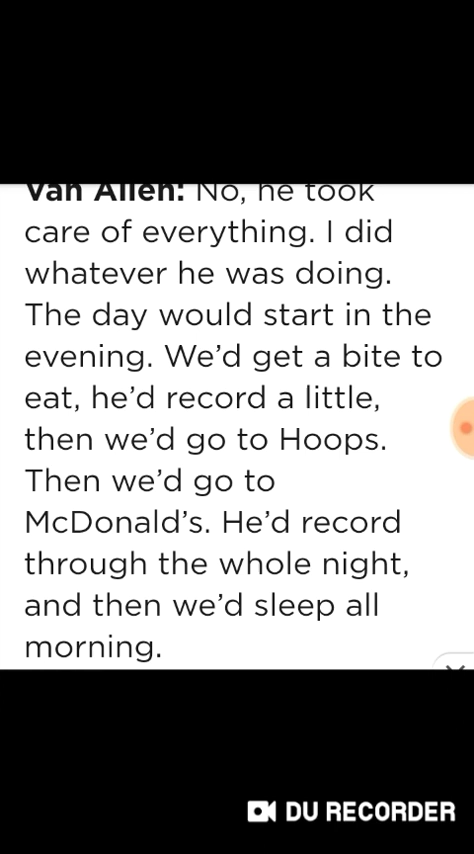 Van Allen: No, he took
care of everything. I did
whatever he was doing.
The day would start in the
evening. We’d get a bite to
eat, he’d record a little,
then we’d go to Hoops.
Then we’d go to
McDonald’s. He’d record
through the whole night,
and then we’d sleep all
morning.
DU RECORDER